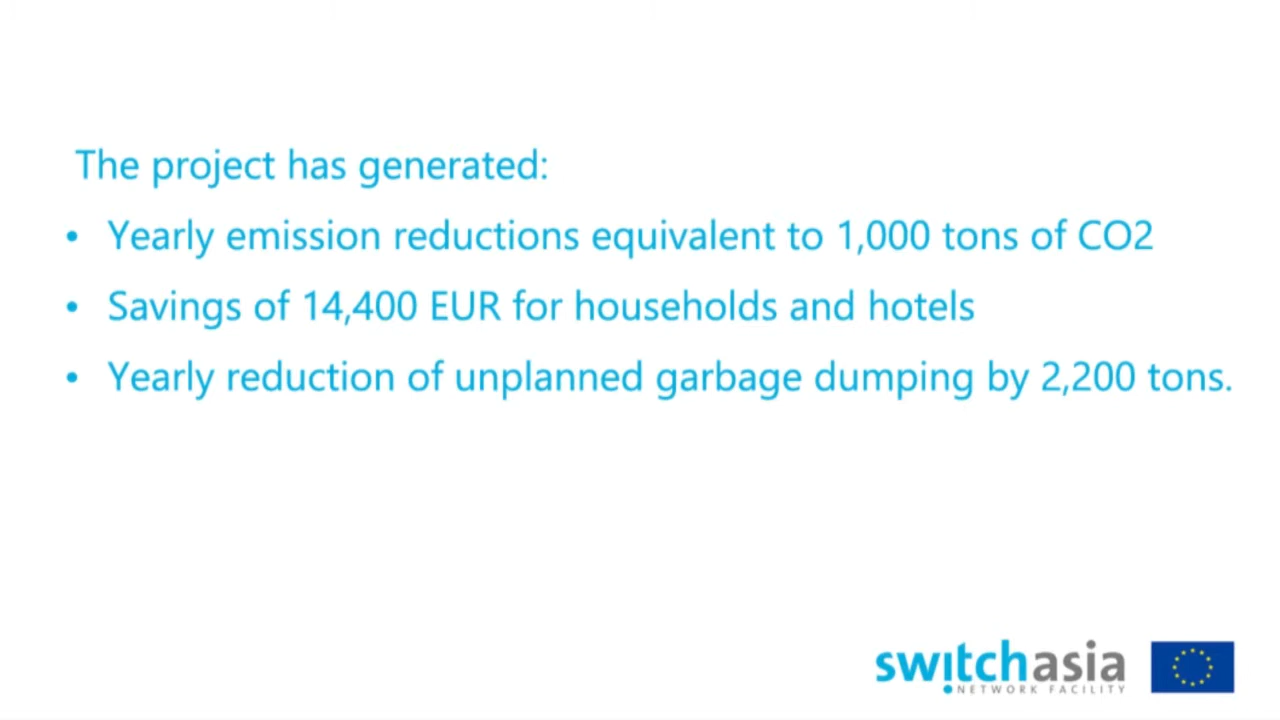 The project has generated:
• Yearly emission reductions equivalent to 1,000 tons of CO2
• Savings of 14,400 EUR for households and hotels
• Yearly reduction of unplanned garbage dumping by 2,200 tons.
switchasia
NETWORK FACILITY